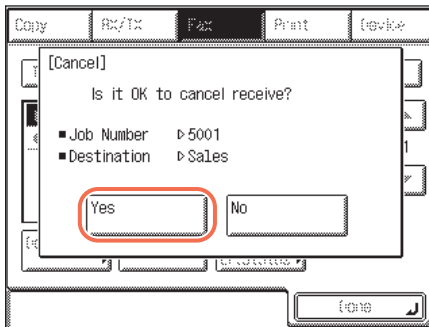 Copy RX/TX Fax Print Device
[Cancel]
Is it OK to cancel receive?
■Job Number ▷5001
■Destination ▷Sales
1
Yes No
Done